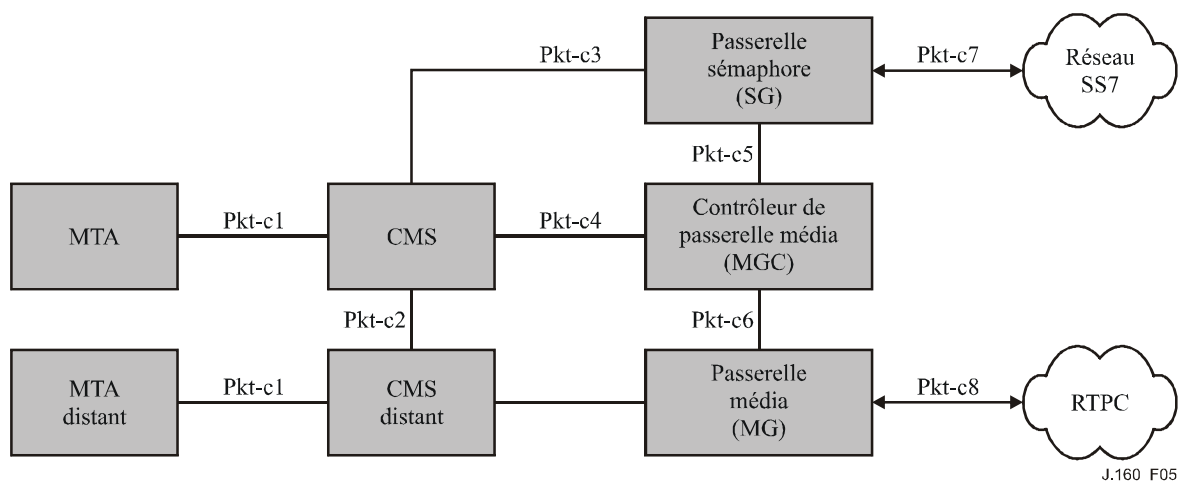 Pkt-c3
Passerelle
sémaphore
(SG)
Pkt-c7
Réseau
SS7
Pkt-c5
MTA
Pkt-c1
CMS
Pkt-c4
Contrôleur de
passerelle média
(MGC)
Pkt-c2
Pkt-c6
MTA
distant
Pkt-c1
CMS
distant
Passerelle
média
(MG)
Pkt-c8
RTPC
J.160_F05